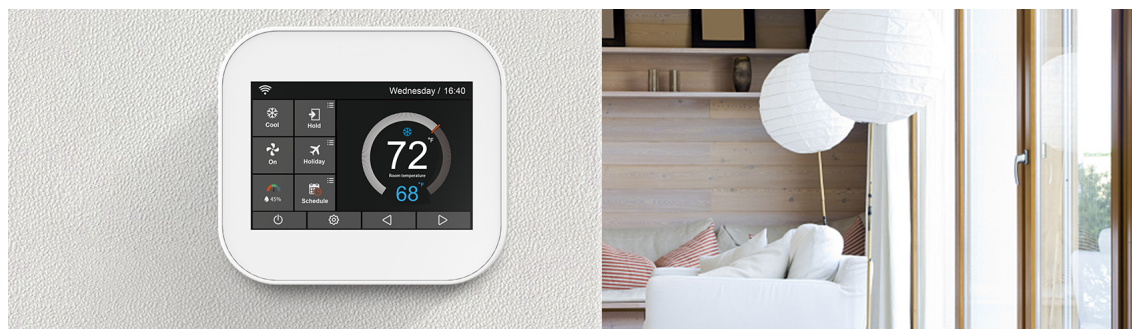 Wednesday / 16:40
Cool
Hold
On
Holiday
45%
Schedule
°F
72
Room temperature
68 °F